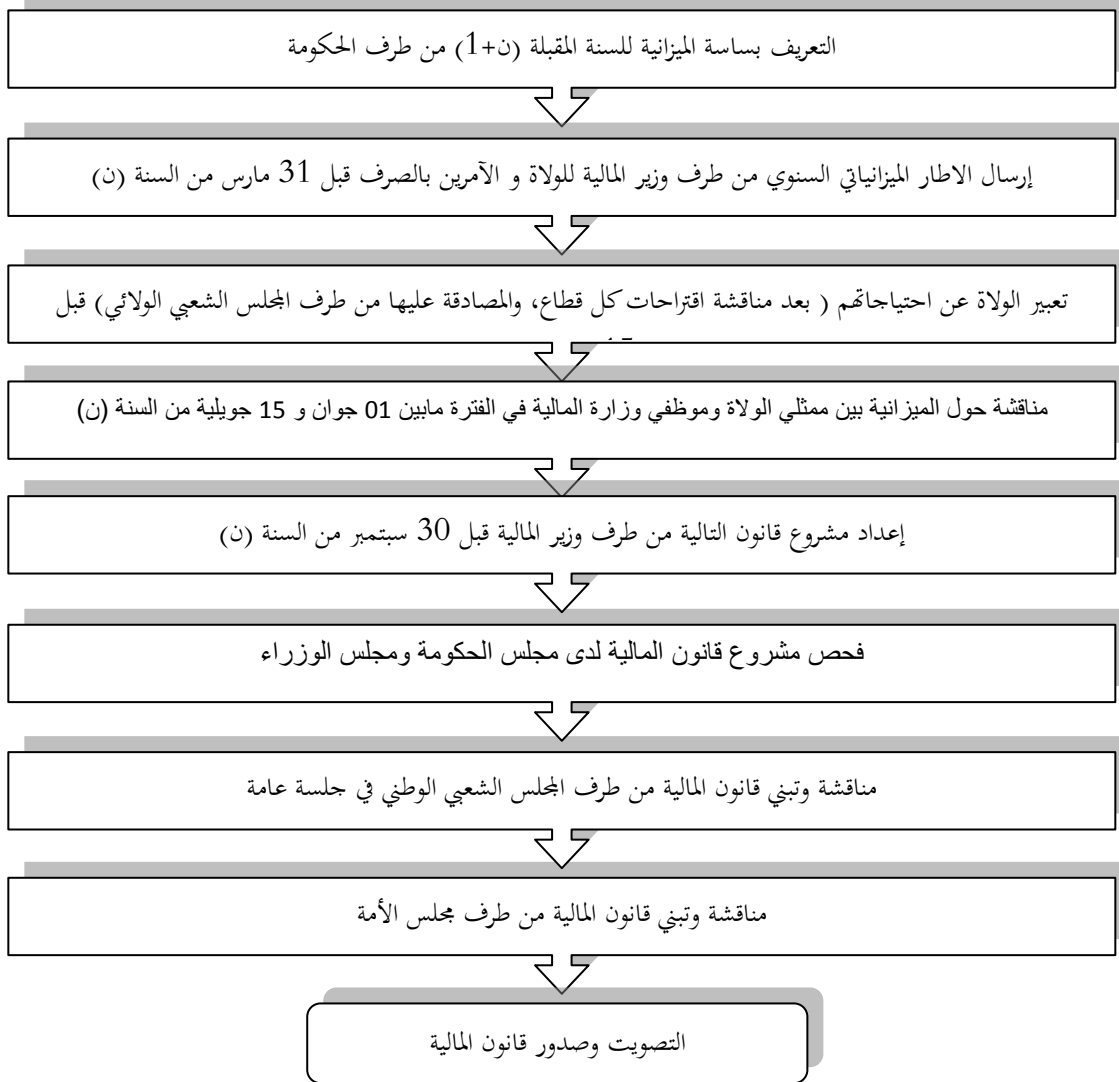 التعريف بساسة الميزانية للسنة المقبلة (ن+1) من طرف الحكومة
إرسال الاطار الميزانياتي السنوي من طرف وزير المالية للولاة و الآمرين بالصرف قبل 31 مارس من السنة (ن)
تعبير الولاة عن احتياجاتهم ( بعد مناقشة اقتراحات كل قطاع، والمصادقة عليها من طرف المجلس الشعبي الولائي) قبل
مناقشة حول الميزانية بين ممثلي الولاة وموظفي وزارة المالية في الفترة مابين 01 جوان و 15 جويلية من السنة (ن)
إعداد مشروع قانون التالية من طرف وزير المالية قبل 30 سبتمبر من السنة (ن)
فحص مشروع قانون المالية لدى مجلس الحكومة ومجلس الوزراء
مناقشة وتبني قانون المالية من طرف المجلس الشعبي الوطني في جلسة عامة
مناقشة وتبني قانون المالية من طرف مجلس الأمة
التصويت وصدور قانون المالية